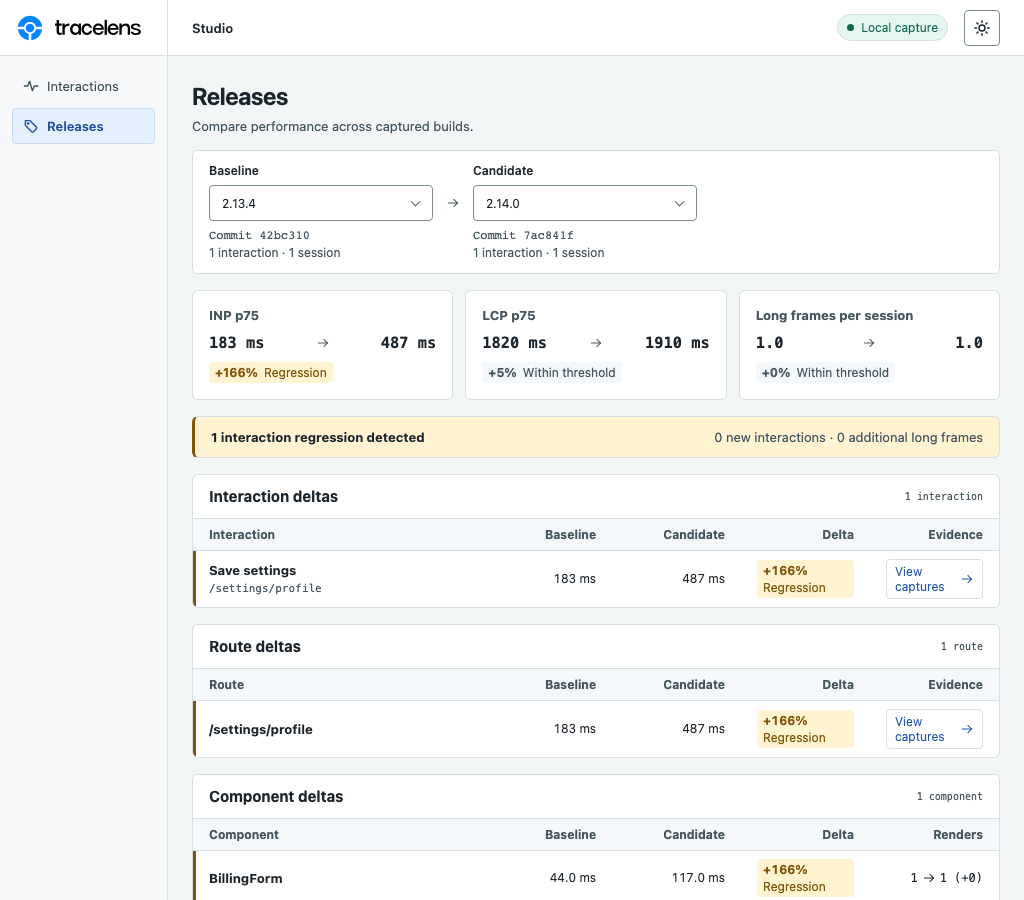 tracelens
Studio
Local capture
Interactions
Releases
Releases
Compare performance across captured builds.
Baseline
Candidate
2.13.4
2.14.0
Commit 42bc310
Commit 7ac841f
1 interaction · 1 session
1 interaction · 1 session
INP p75
183 ms → 487 ms
+166% Regression
LCP p75
1820 ms → 1910 ms
+5% Within threshold
Long frames per session
1.0 → 1.0
+0% Within threshold
1 interaction regression detected
0 new interactions · 0 additional long frames
Interaction deltas
1 interaction
Interaction Baseline Candidate Delta Evidence
Save settings
/settings/profile
183 ms
487 ms
+166%
Regression
View
captures →
Route deltas
1 route
Route Baseline Candidate Delta Evidence
/settings/profile
183 ms
487 ms
+166%
Regression
View
captures →
Component deltas
1 component
Component Baseline Candidate Delta Renders
BillingForm
44.0 ms
117.0 ms
+166%
Regression
1 → 1 (+0)